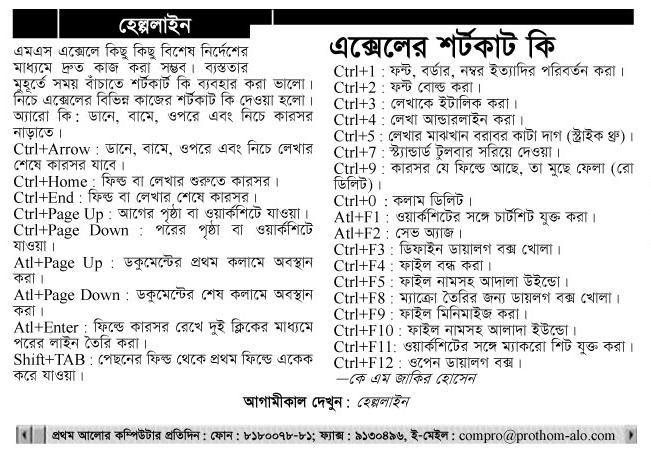 হেল্পলাইন
এমএস এক্সেলে কিছু কিছু বিশেষ নির্দেশের
মাধ্যমে দ্রুত কাজ করা সম্ভব। ব্যস্ততার
মুহূর্তে সময় বাঁচাতে শর্টকার্ট কি ব্যবহার করা ভালো।
নিচে এক্সেলের বিভিন্ন কাজের শর্টকাট কি দেওয়া হলো।
অ্যারো কি : ডানে, বামে, ওপরে এবং নিচে কারসর
নাড়াতে।
Ctrl+Arrow : ডানে, বামে, ওপরে এবং নিচে লেখার
শেষে কারসর যাবে।
Ctrl+Home : ফিল্ড বা লেখার শুরুতে কারসর।
Ctrl+End : ফিল্ড বা লেখার শেষে কারসর।
Ctrl+Page Up : আগের পৃষ্ঠা বা ওয়ার্কশিটে যাওয়া।
Ctrl+Page Down : পরের পৃষ্ঠা বা ওয়ার্কশিটে
যাওয়া।
Atl+Page Up : ডকুমেন্টের প্রথম কলামে অবস্থান
করা।
Atl+Page Down : ডকুমেন্টের শেষ কলামে অবস্থান
করা।
Atl+Enter : ফিল্ডে কারসর রেখে দুই ক্লিকের মাধ্যমে
পরের লাইন তৈরি করা।
Shift+TAB : পেছনের ফিল্ড থেকে প্রথম ফিল্ডে একেক
করে যাওয়া।
এক্সেলের শর্টকাট কি
Ctrl+1 : ফন্ট, বর্ডার, নম্বর ইত্যাদির পরিবর্তন করা।
Ctrl+2 : ফন্ট বোল্ড করা।
Ctrl+3 : লেখাকে ইটালিক করা।
Ctrl+4 : লেখা আন্ডারলাইন করা।
Ctrl+5 : লেখার মাঝখান বরাবর কাটা দাগ (স্ট্রাইক থ্রু)।
Ctrl+7 : স্ট্যান্ডার্ড টুলবার সরিয়ে দেওয়া।
Ctrl+9 : কারসর যে ফিল্ডে আছে, তা মুছে ফেলা (রো
ডিলিট)।
Ctrl+0 : কলাম ডিলিট।
Atl+F1 : ওয়ার্কশিটের সঙ্গে চার্টশিট যুক্ত করা।
Atl+F2 : সেভ অ্যাজ।
Ctrl+F3 : ডিফাইন ডায়ালগ বক্স খোলা।
Ctrl+F4 : ফাইল বন্ধ করা।
Ctrl+F5 : ফাইল নামসহ আদালা উইন্ডো।
Ctrl+F8 : ম্যাক্রো তৈরির জন্য ডায়লগ বক্স খোলা।
Ctrl+F9 : ফাইল মিনিমাইজ করা।
Ctrl+F10 : ফাইল নামসহ আলাদা ইউন্ডো।
Ctrl+F11: ওয়ার্কশিটের সঙ্গে ম্যাকরো শিট যুক্ত করা।
Ctrl+F12 : ওপেন ডায়ালগ বক্স।
—কে এম জাকির হোসেন
আগামীকাল দেখুন : হেল্পলাইন
প্রথম আলোর কম্পিউটার প্রতিদিন : ফোন : ৮১৪০০৭৮-৮১; ফ্যাক্স : ৯১৩০৪৯৬, ই-মেইল : compro@prothom-alo.com